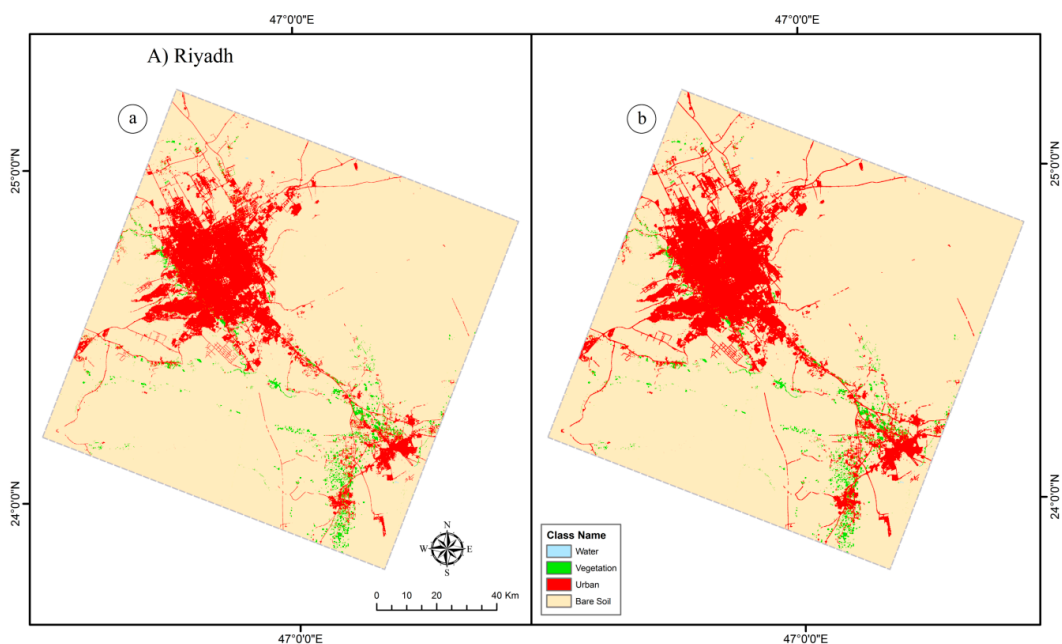 47°0'0"E
47°0'0"E
A) Riyadh
a
b
25°0'0"N
25°0'0"N
24°0'0"N
24°0'0"N
N
W E
S
0 10 20 40 Km
Class Name
Water
Vegetation
Urban
Bare Soil
47°0'0"E
47°0'0"E